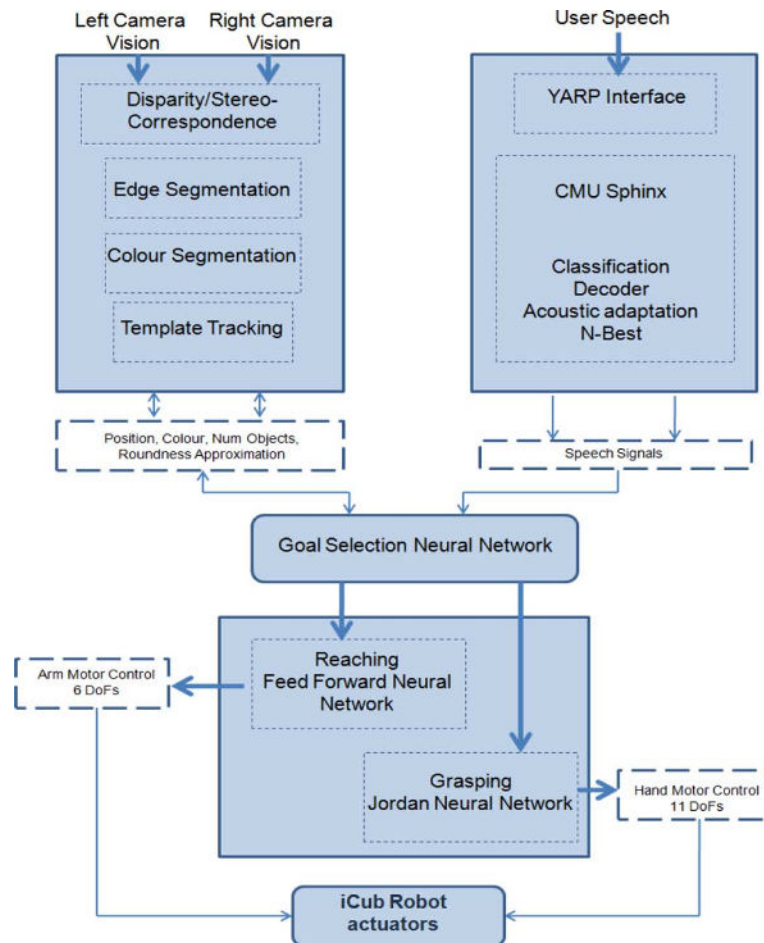 Left Camera
Vision
Right Camera
Vision
Disparity/Stereo-
Correspondence
Edge Segmentation
Colour Segmentation
Template Tracking
Position, Colour, Num Objects,
Roundness Approximation
User Speech
YARP Interface
CMU Sphinx
Classification
Decoder
Acoustic adaptation
N-Best
Speech Signals
Goal Selection Neural Network
Reaching
Feed Forward Neural
Network
Arm Motor Control
6 DoFs
Grasping
Jordan Neural Network
Hand Motor Control
11 DoFs
iCub Robot
actuators